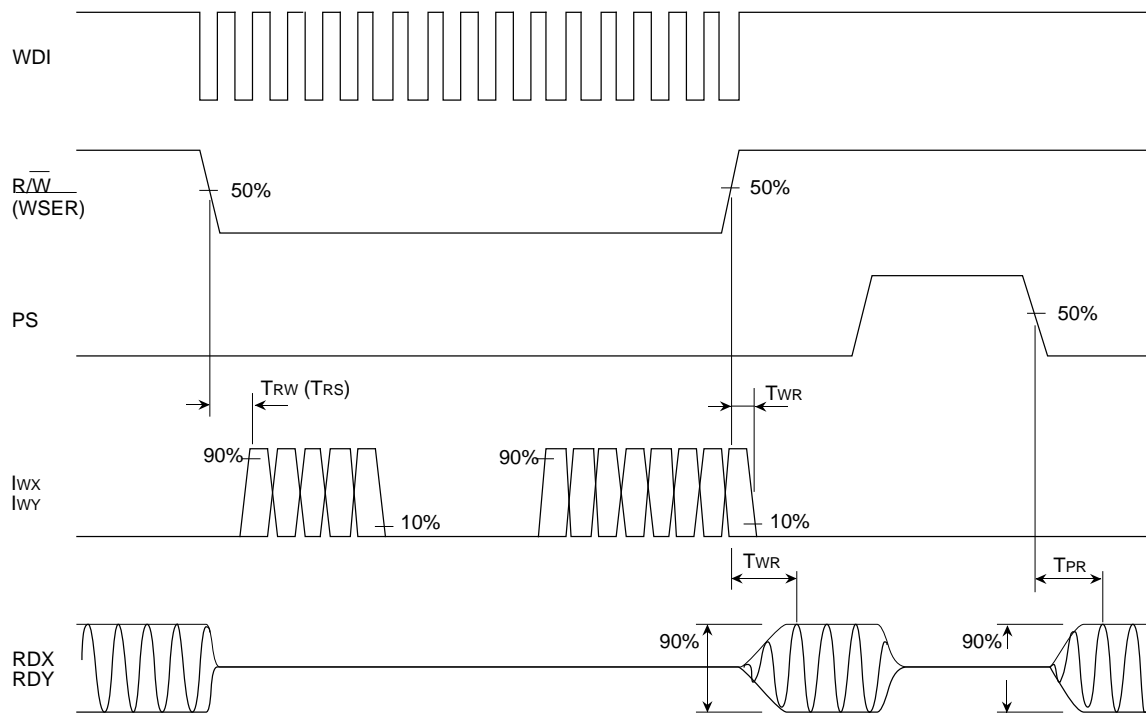 WDI
R/W̅
(WSER)
50%
50%
PS
50%
TRW (TRS)
TWR
90%
90%
IWX
IWY
10%
10%
TWR
TPR
90%
90%
RDX
RDY